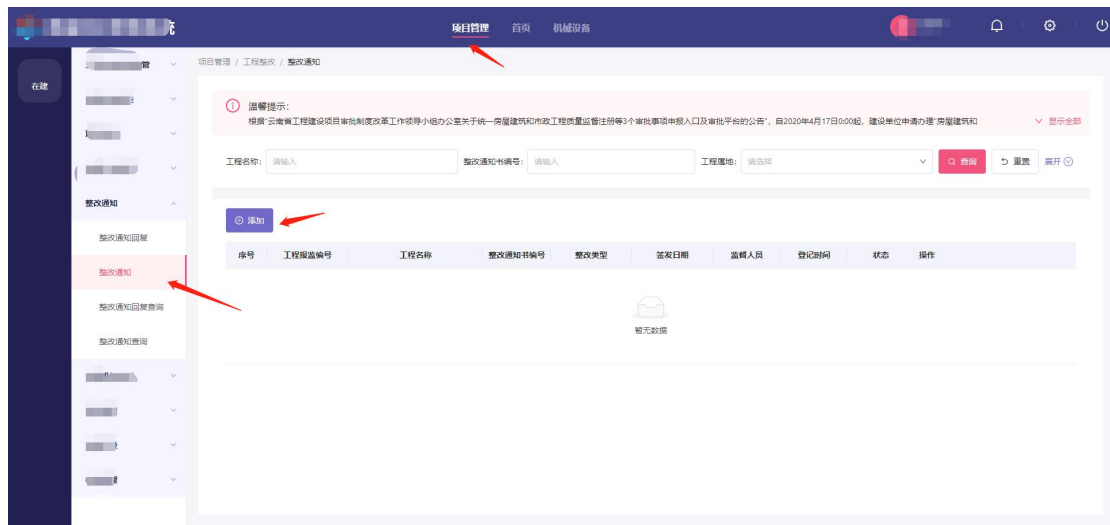 统
项目管理 首页 机械设备
在建
管
项目管理 / 工程整改 / 整改通知
温馨提示:
根据“云南省工程建设项目审批制度改革工作领导小组办公室关于统一房屋建筑和市政工程质量监督注册等3个审批事项申报入口及审批平台的公告”，自2020年4月17日0:00起，建设单位申请办理“房屋建筑和
显示全部
工程名称: 请输入 整改通知书编号: 请输入 工程属地: 请选择 查询 重置 展开
整改通知
整改通知回复
整改通知
整改通知回复查询
整改通知查询
添加
序号 工程报监编号 工程名称 整改通知书编号 整改类型 签发日期 监督人员 登记时间 状态 操作
暂无数据